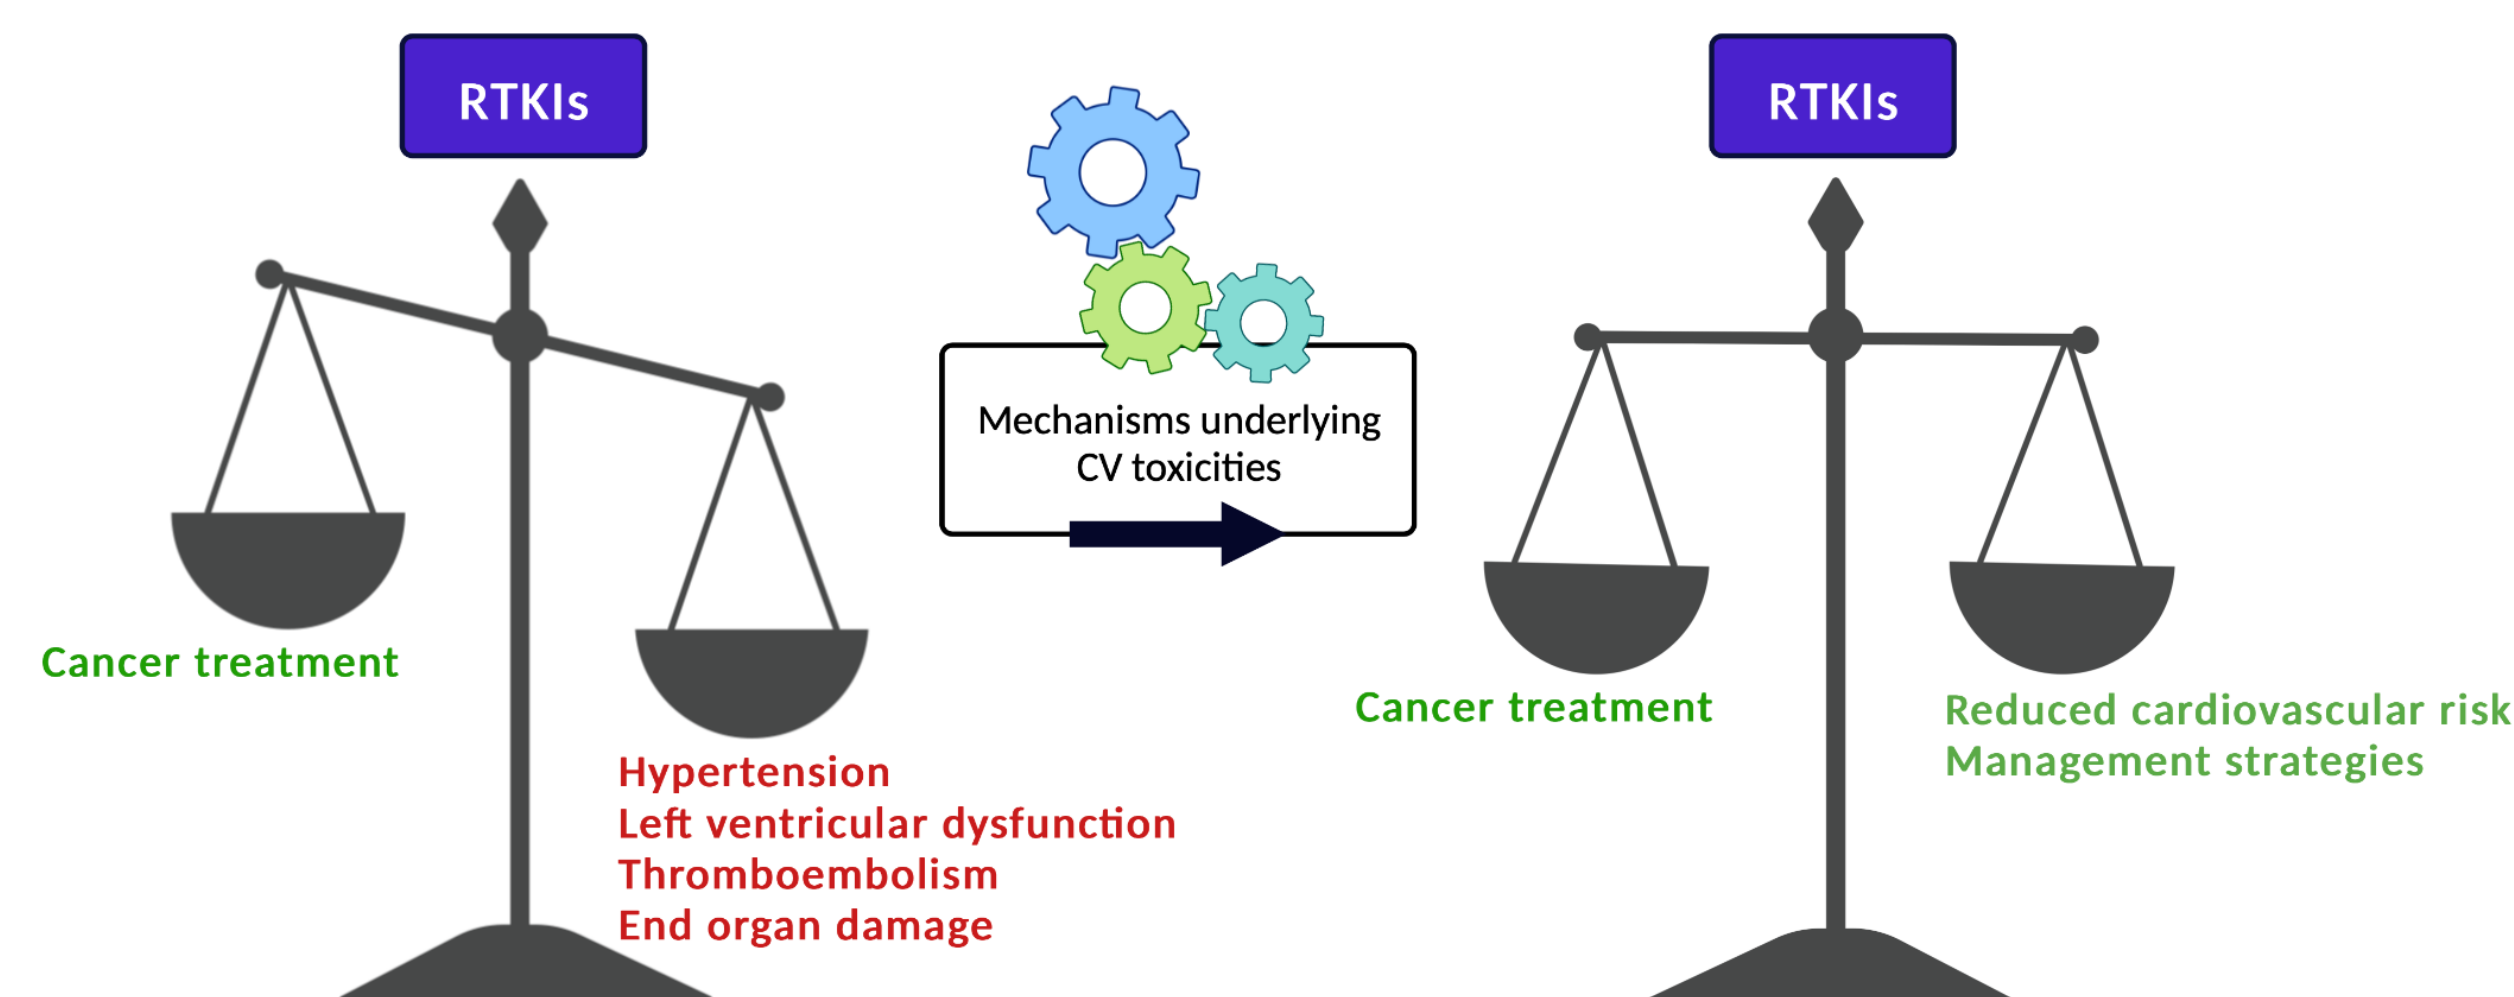 RTKIs
Cancer treatment
Hypertension
Left ventricular dysfunction
Thromboembolism
End organ damage
Mechanisms underlying
CV toxicities
RTKIs
Cancer treatment
Reduced cardiovascular risk
Management strategies